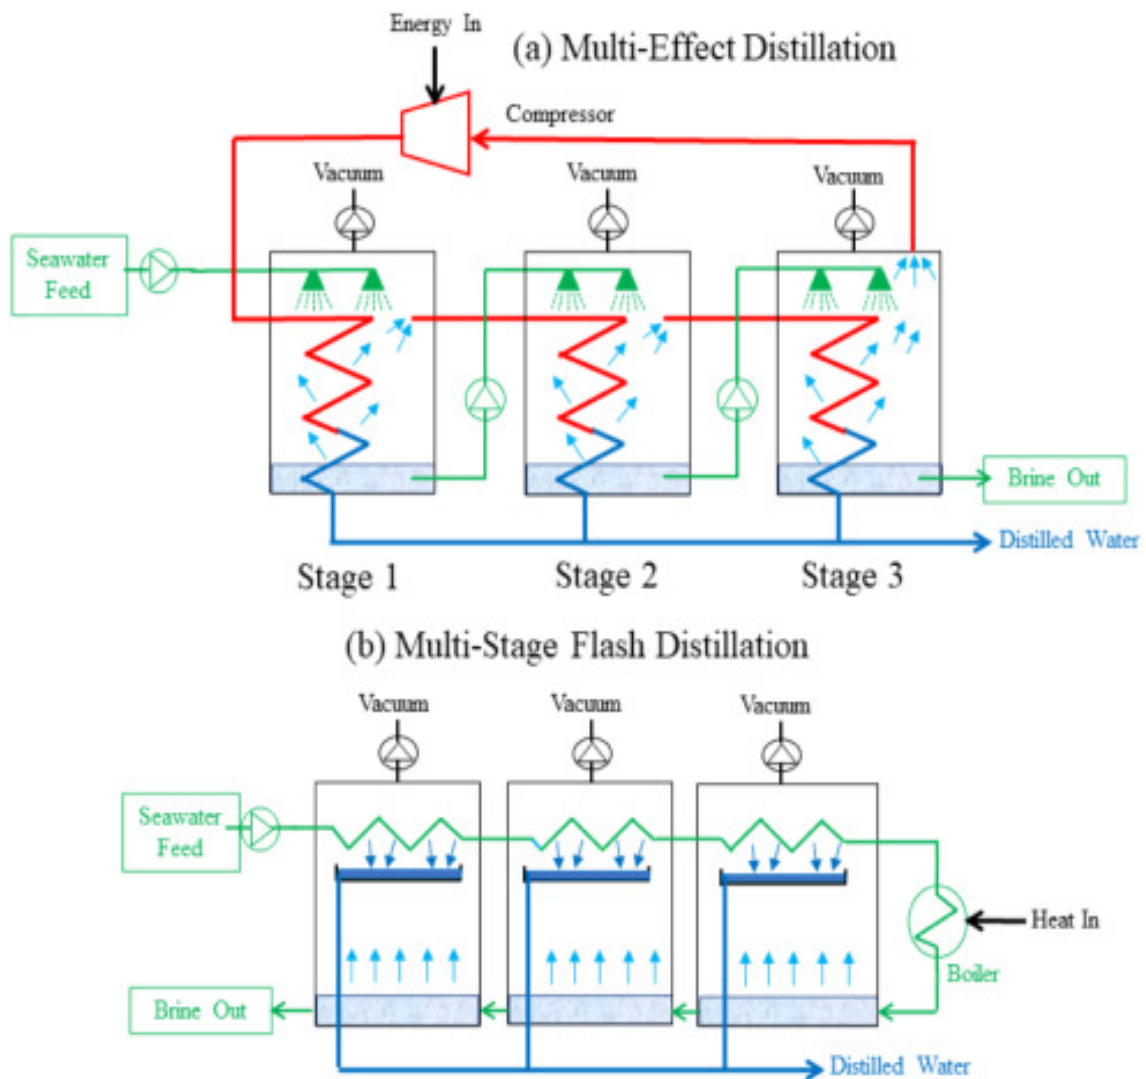 Energy In
(a) Multi-Effect Distillation
Compressor
Vacuum
Vacuum
Vacuum
Seawater
Feed
Brine Out
Distilled Water
Stage 1
Stage 2
Stage 3
(b) Multi-Stage Flash Distillation
Vacuum
Vacuum
Vacuum
Seawater
Feed
Heat In
Boiler
Brine Out
Distilled Water